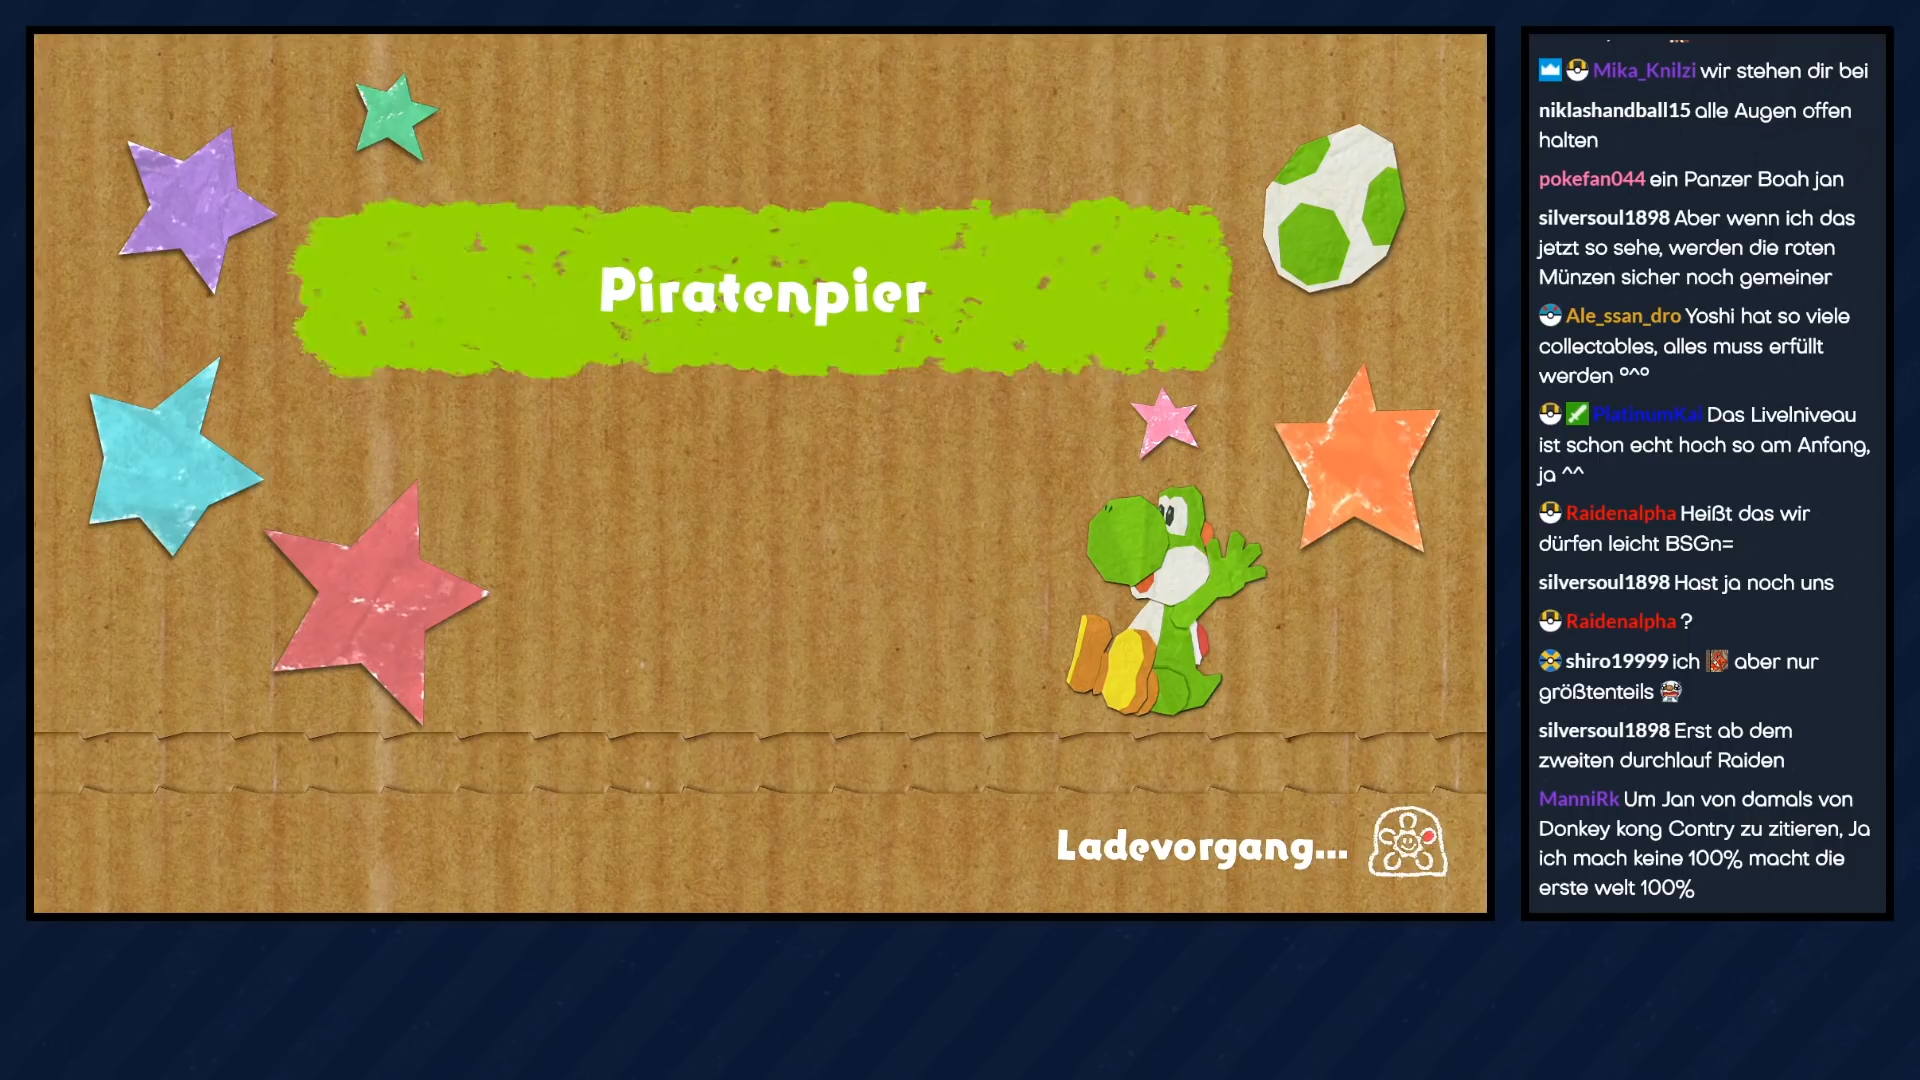 Piratenpier
Ladevorgang...
Mika_Knilzi wir stehen dir bei
niklashandball15 alle Augen offen
halten
pokefan044 ein Panzer Boah jan
silversoul1898 Aber wenn ich das
jetzt so sehe, werden die roten
Münzen sicher noch gemeiner
Ale_ssan_dro Yoshi hat so viele
collectables, alles muss erfüllt
werden °^°
PlatinumKai Das Livelniveau
ist schon echt hoch so am Anfang,
ja ^^
Raidenalpha Heißt das wir
dürfen leicht BSGn=
silversoul1898 Hast ja noch uns
Raidenalpha ?
shiro19999 ich aber nur
größtenteils
silversoul1898 Erst ab dem
zweiten durchlauf Raiden
ManniRk Um Jan von damals von
Donkey kong Contry zu zitieren, Ja
ich mach keine 100% macht die
erste welt 100%